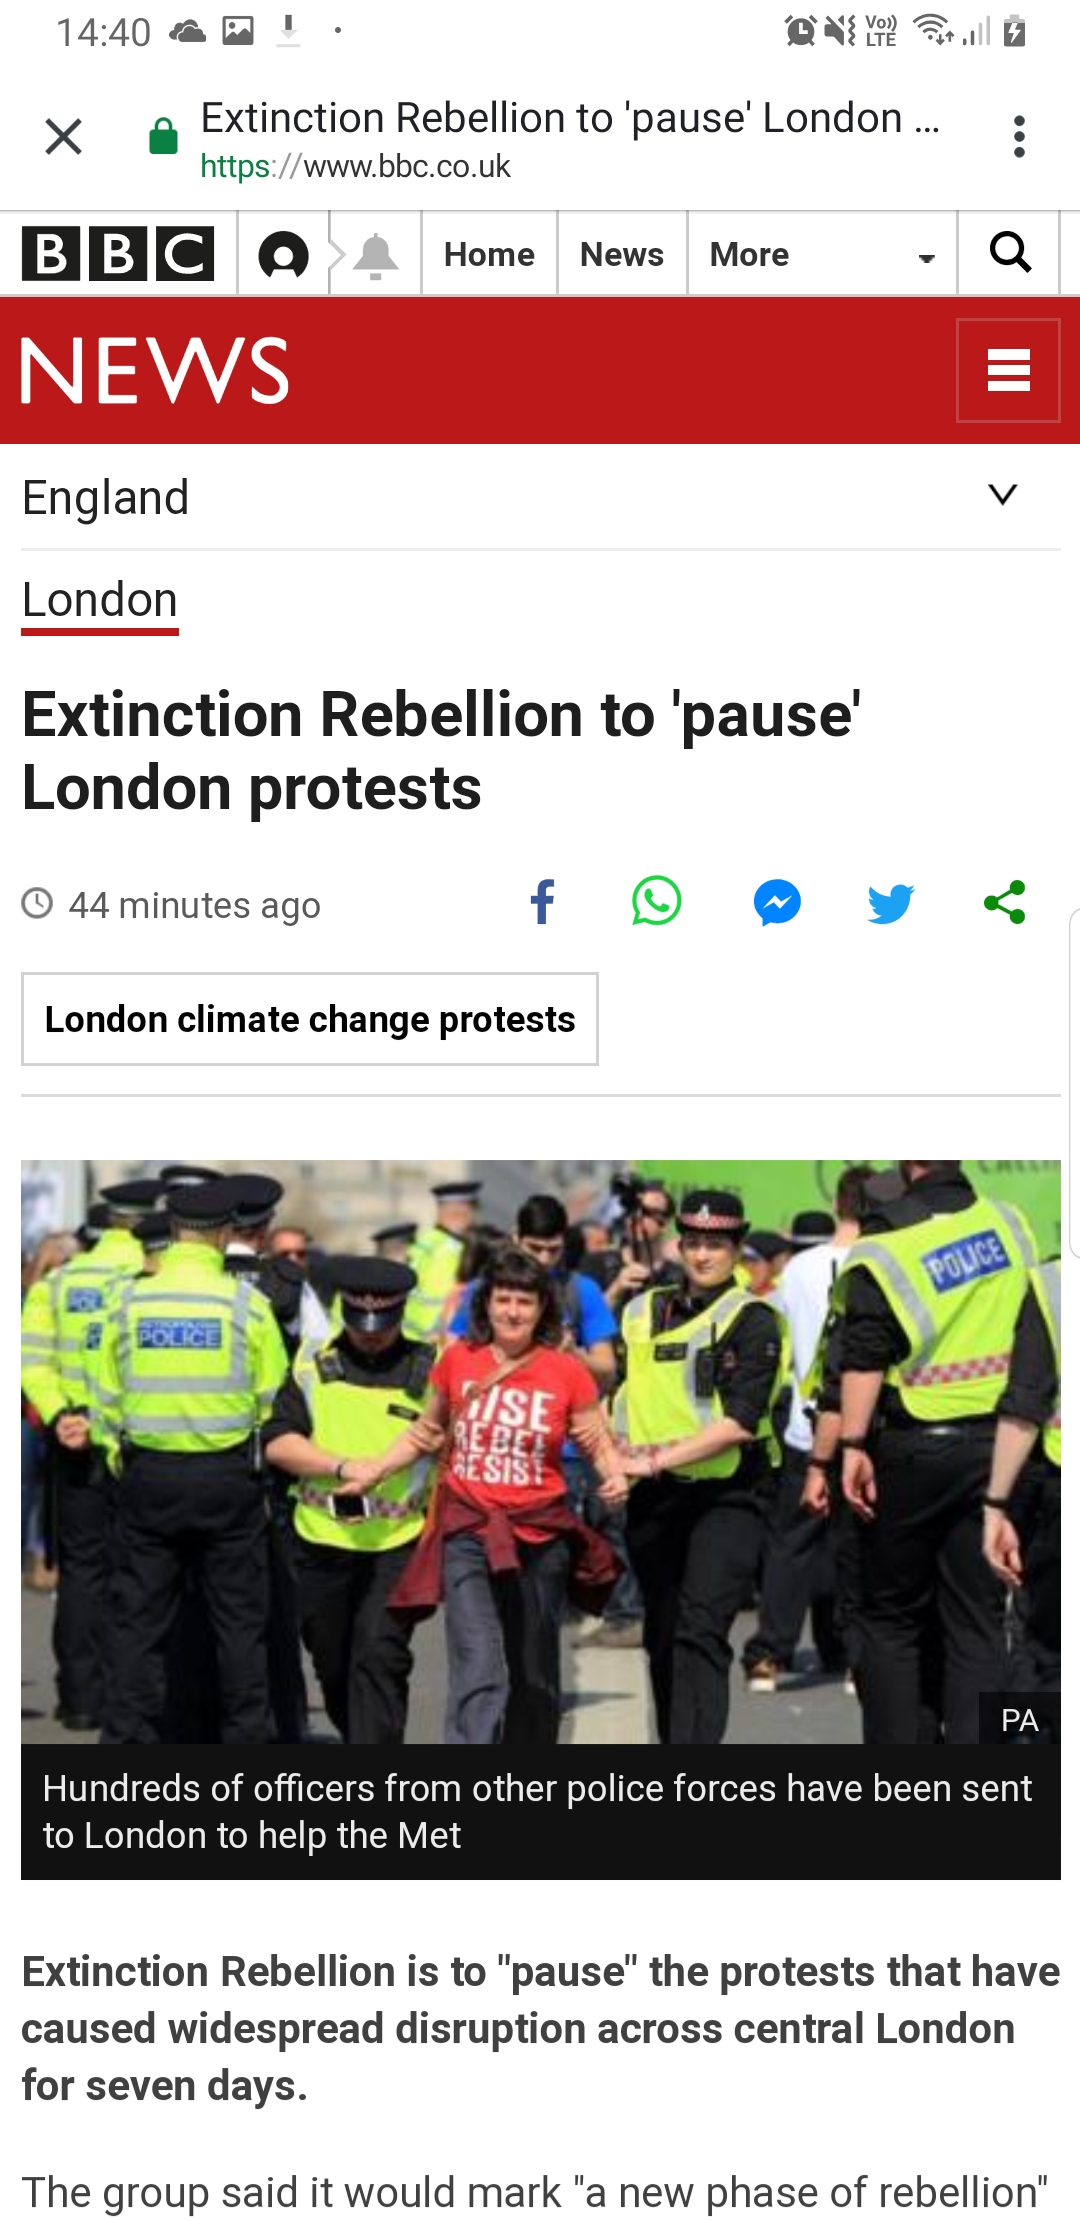 14:40
Vo))
LTE
Extinction Rebellion to 'pause' London ...
https://www.bbc.co.uk
BBC
Home
News
More
NEWS
England
London
Extinction Rebellion to 'pause'
London protests
44 minutes ago
London climate change protests
POLICE
POLICE
RISE
REBEL
RESIST
PA
Hundreds of officers from other police forces have been sent
to London to help the Met
Extinction Rebellion is to "pause" the protests that have
caused widespread disruption across central London
for seven days.
The group said it would mark "a new phase of rebellion"